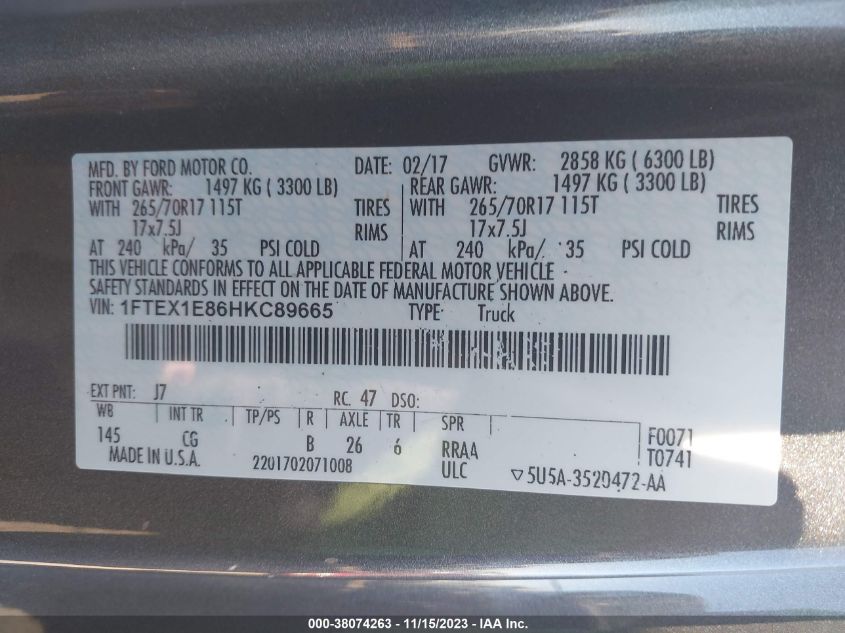 MFD. BY FORD MOTOR CO. DATE: 02/17 GVWR: 2858 KG ( 6300 LB)
FRONT GAWR: 1497 KG ( 3300 LB) REAR GAWR: 1497 KG ( 3300 LB)
WITH 265/70R17 115T TIRES WITH 265/70R17 115T TIRES
17x7.5J RIMS 17x7.5J RIMS
AT 240 kPa/ 35 PSI COLD AT 240 kPa/ 35 PSI COLD
THIS VEHICLE CONFORMS TO ALL APPLICABLE FEDERAL MOTOR VEHICLE
SAFETY STANDARDS IN EFFECT ON THE DATE OF MANUFACTURE SHOWN ABOVE.
VIN: 1FTEX1E86HKC89665 TYPE: Truck
EXT PNT: J7 RC: 47 DSO:
WB INT TR TP/PS R AXLE TR SPR
145 CG B 26 6 RRAA F0071
MADE IN U.S.A. 2201702071008 ULC T0741
▽5U5A-3520472-AA
000-38074263 - 11/15/2023 - IAAI.com